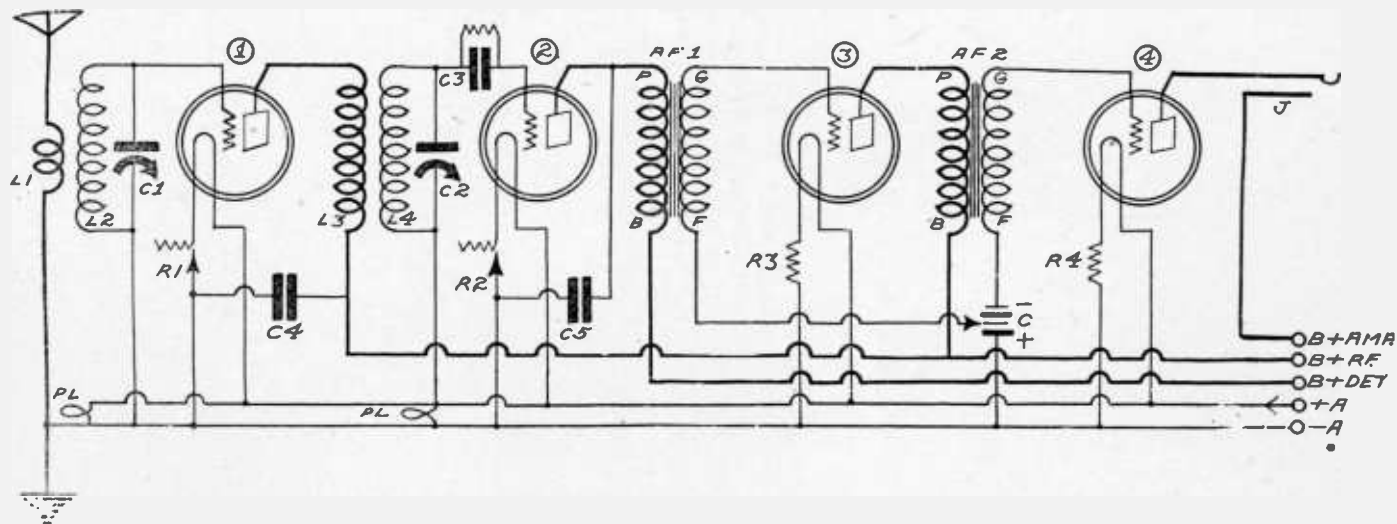 1
2
3
4
AF 1
AF 2
C3
P
G
P
G
J
L1
C1
C2
L2
L3
L4
B
F
B
F
R1
R2
R3
R4
C4
C5
−
C
+
B+AMP
B+RF.
B+DET
PL
PL
+A
-A